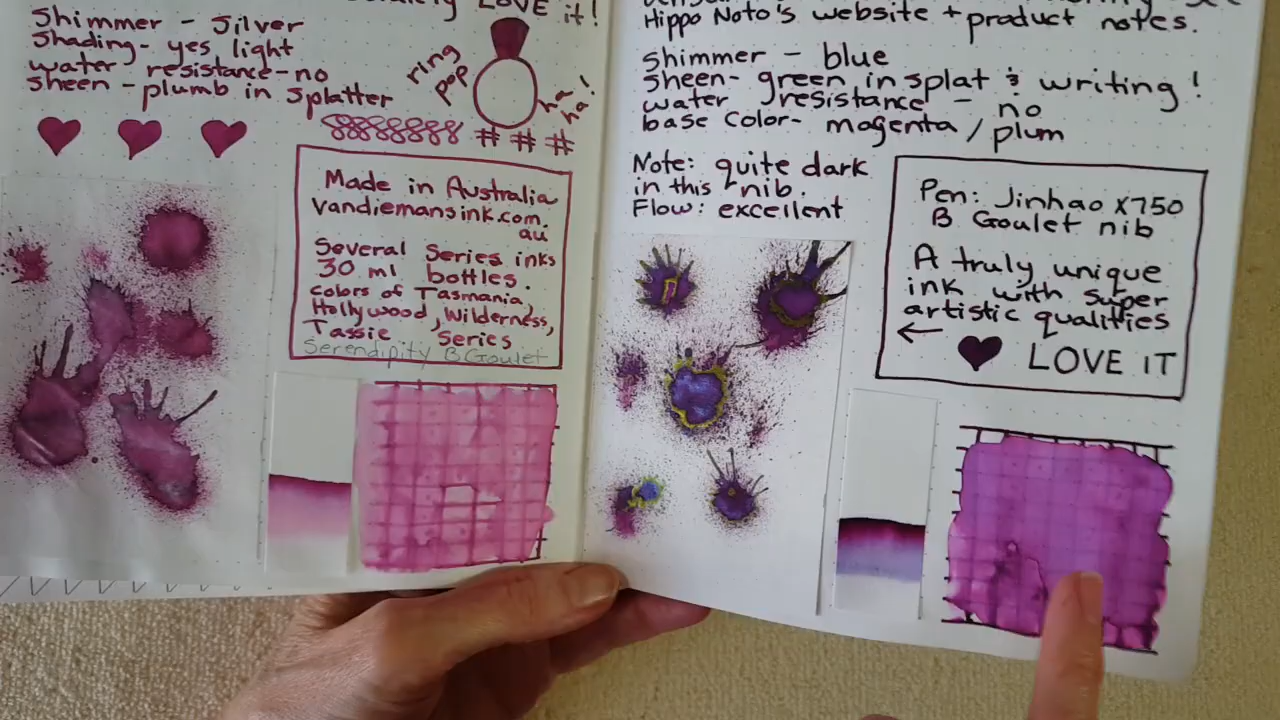 LOVE it!
Shimmer - Silver
Shading - yes light
water resistance - no
sheen - plumb in splatter
ring
pop
ha!
ha!
# # #
Made in Australia
vandiemansink.com.
au
Several Series inks
30 ml bottles.
colors of Tasmania,
Hollywood, Wilderness,
Tassie Series
Serendipity B Goulet
Hippo Noto's website + product notes.
shimmer - blue
sheen - green in splat & writing!
water resistance - no
base color - magenta / plum
Note: quite dark
in this nib.
Flow: excellent
Pen: Jinhao X750
B Goulet nib
A truly unique
ink with super
artistic qualities
← ♥ LOVE IT